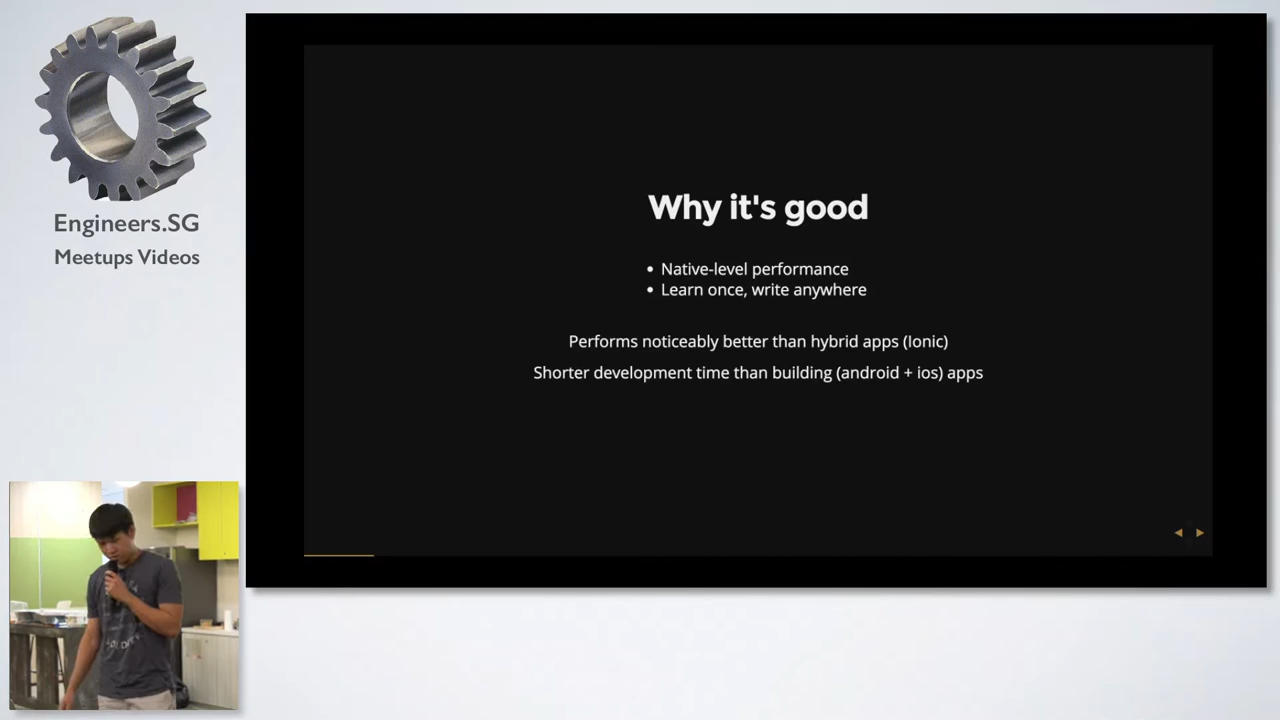 Engineers.SG
Meetups Videos
Why it's good
• Native-level performance
• Learn once, write anywhere
Performs noticeably better than hybrid apps (Ionic)
Shorter development time than building (android + ios) apps